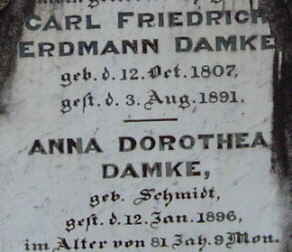 CARL FRIEDRICH
ERDMANN DAMKE
geb. d. 12. Oct. 1807,
gest. d. 3. Aug. 1891.
ANNA DOROTHEA
DAMKE,
geb. Schmidt,
gest. d. 12. Jan. 1896,
im Alter von 81 Jah. 9 Mon.